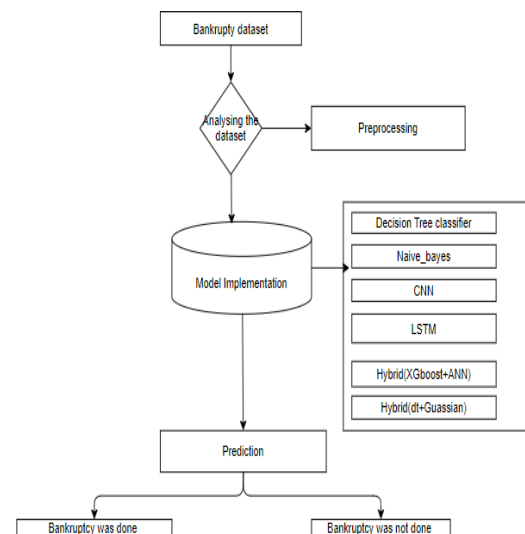 Bankrupty dataset
Analysing the
dataset
Preprocessing
Decision Tree classifier
Naive_bayes
CNN
LSTM
Hybrid(XGboost+ANN)
Hybrid(dt+Guassian)
Model Implementation
Prediction
Bankruptcy was done
Bankruptcy was not done